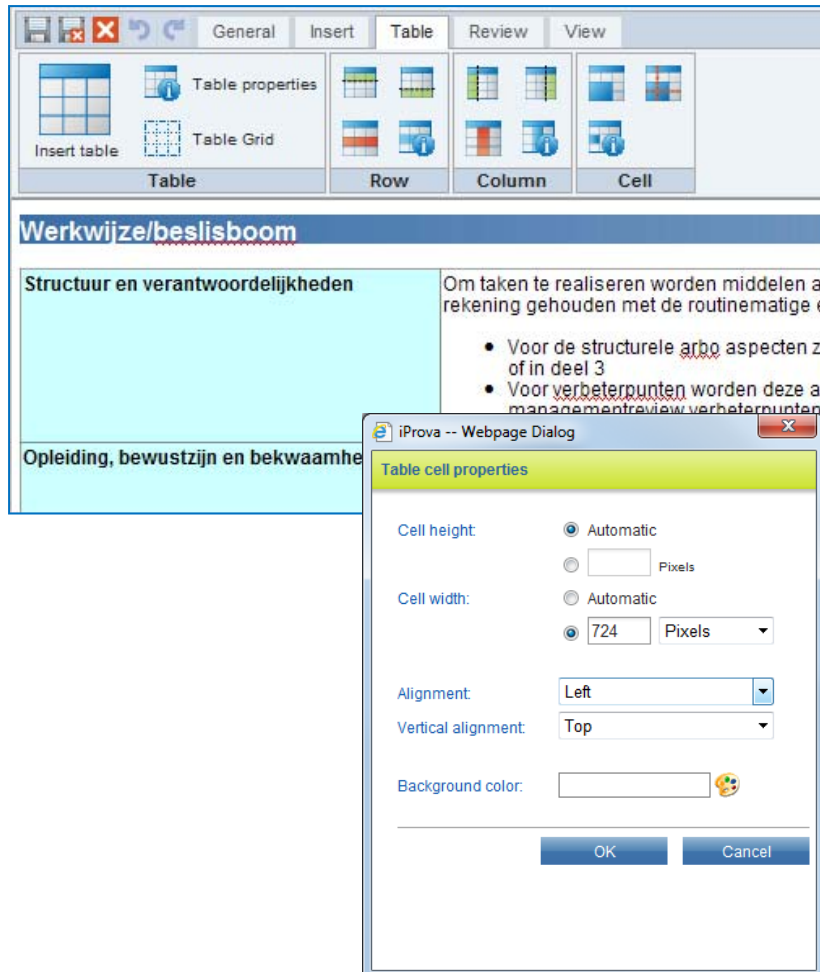 General Insert Table Review View
Table properties
Table Grid
Insert table
Table Row Column Cell
Werkwijze/beslisboom
Structuur en verantwoordelijkheden
Om taken te realiseren worden middelen a
rekening gehouden met de routinematige e
• Voor de structurele arbo aspecten z
of in deel 3
• Voor verbeterpunten worden deze a
managementreview verbeterpunten
Opleiding, bewustzijn en bekwaamhe
iProva -- Webpage Dialog
Table cell properties
Cell height: Automatic
Pixels
Cell width: Automatic
724 Pixels
Alignment: Left
Vertical alignment: Top
Background color:
OK Cancel